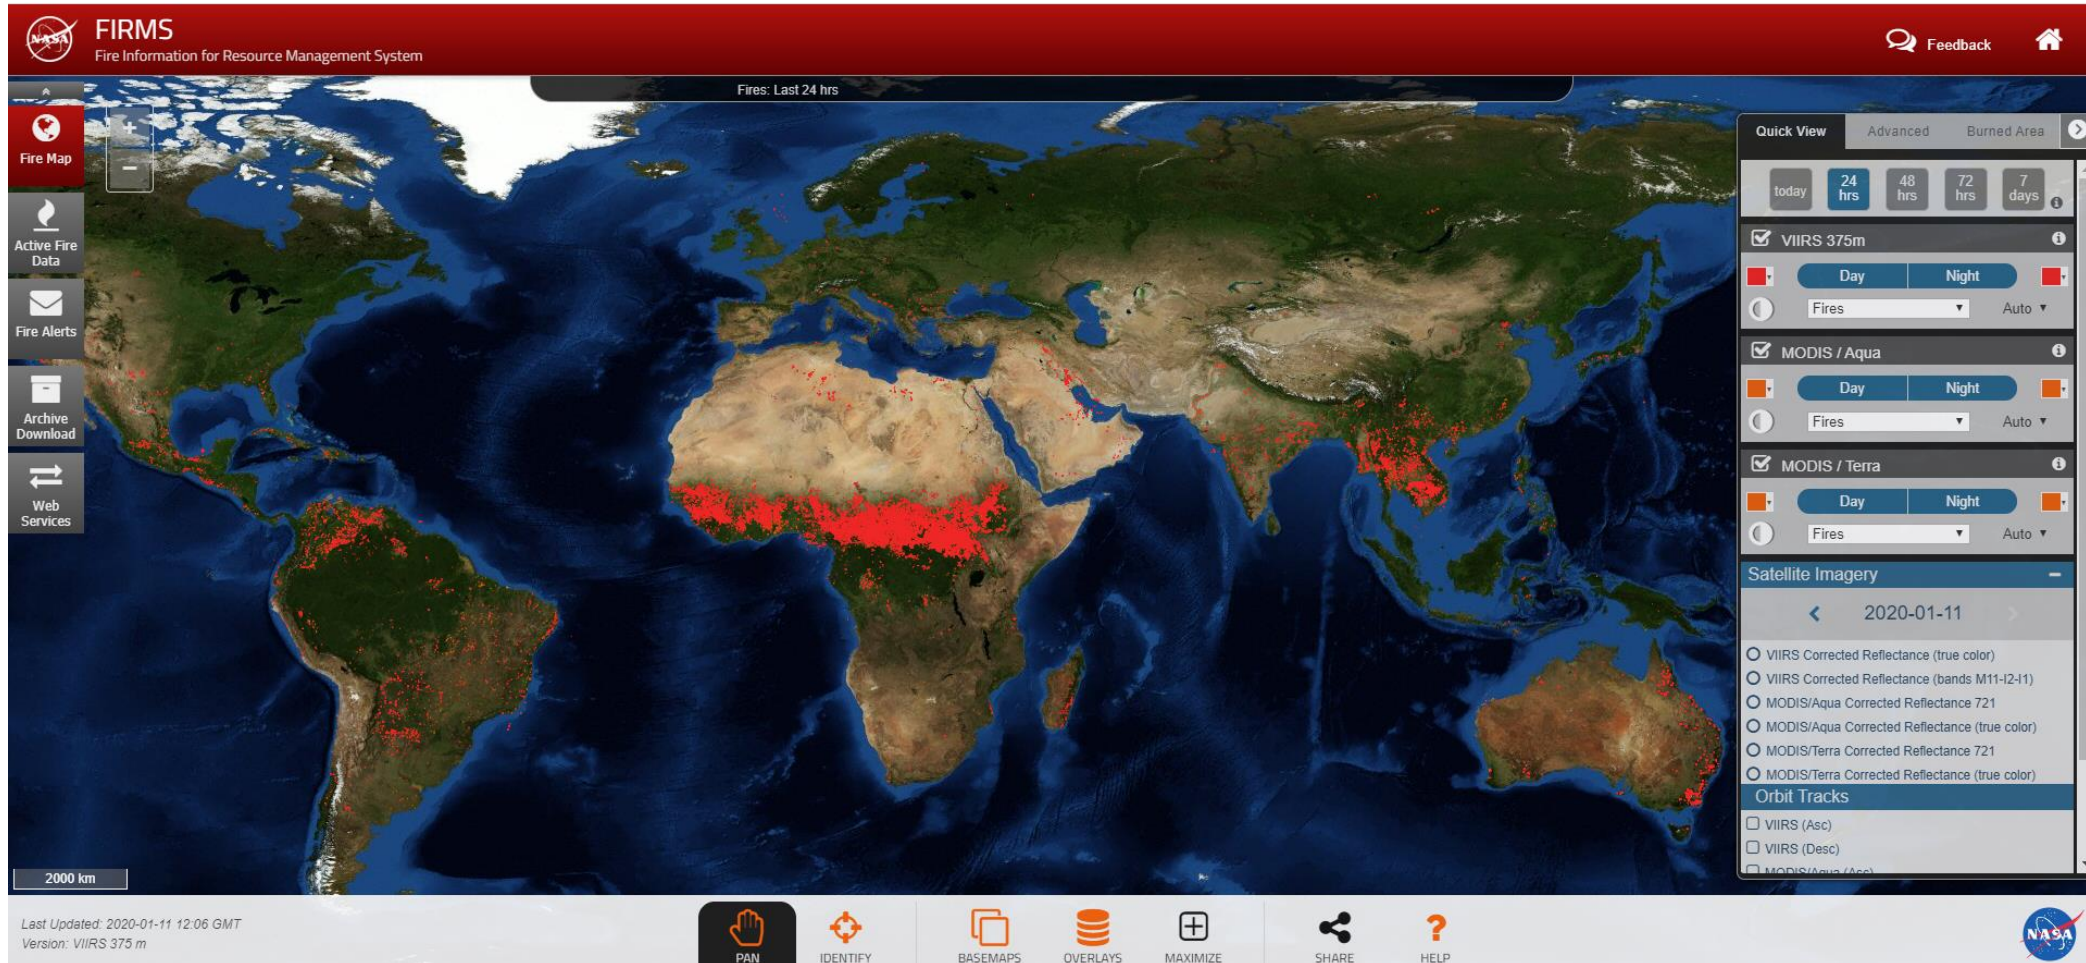 NASA
FIRMS
Fire Information for Resource Management System
Feedback
Fires: Last 24 hrs
+
−
Fire Map
Active Fire
Data
Fire Alerts
Archive
Download
Web
Services
Quick View Advanced Burned Area
today 24 hrs 48 hrs 72 hrs 7 days
VIIRS 375m
Day Night
Fires Auto
MODIS / Aqua
Day Night
Fires Auto
MODIS / Terra
Day Night
Fires Auto
Satellite Imagery
2020-01-11
VIIRS Corrected Reflectance (true color)
VIIRS Corrected Reflectance (bands M11-I2-I1)
MODIS/Aqua Corrected Reflectance 721
MODIS/Aqua Corrected Reflectance (true color)
MODIS/Terra Corrected Reflectance 721
MODIS/Terra Corrected Reflectance (true color)
Orbit Tracks
VIIRS (Asc)
VIIRS (Desc)
MODIS/Aqua (Asc)
2000 km
Last Updated: 2020-01-11 12:06 GMT
Version: VIIRS 375 m
PAN IDENTIFY BASEMAPS OVERLAYS MAXIMIZE SHARE HELP
NASA